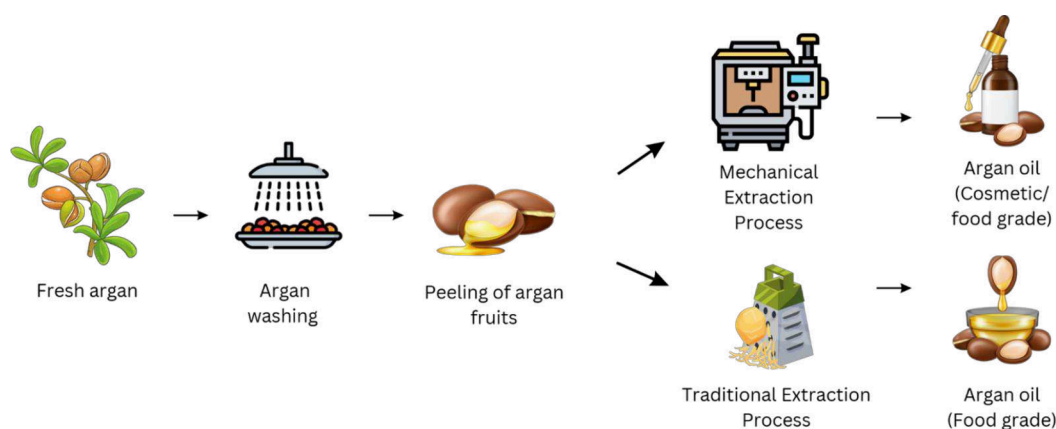 Fresh argan
Argan
washing
Peeling of argan
fruits
Mechanical
Extraction
Process
Argan oil
(Cosmetic/
food grade)
Traditional Extraction
Process
Argan oil
(Food grade)